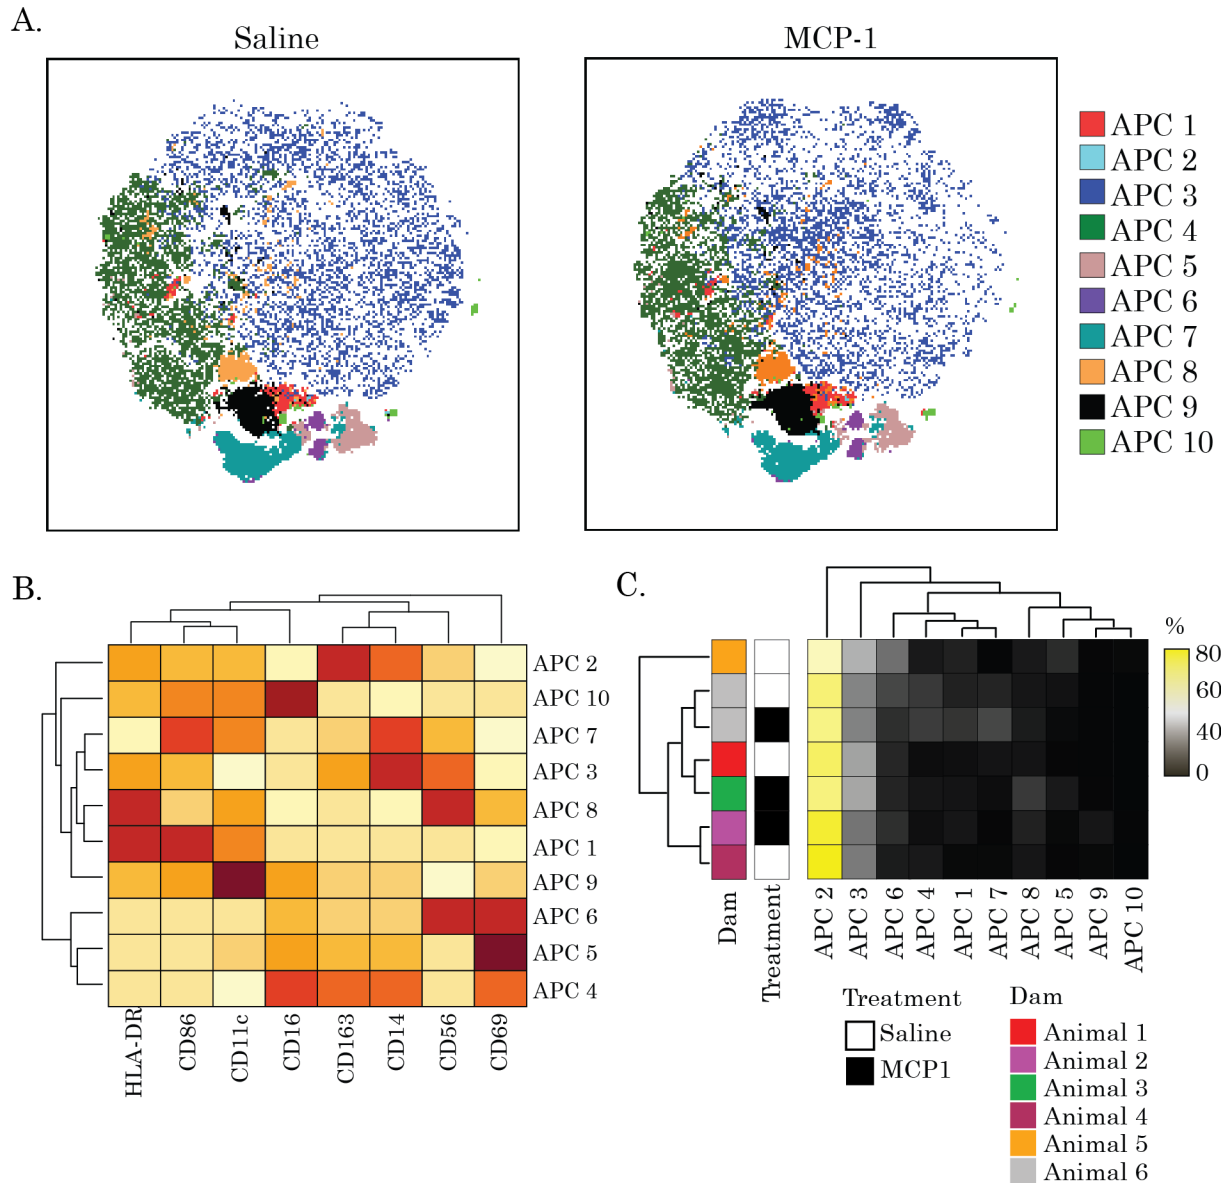 A.
Saline
MCP-1
APC 1
APC 2
APC 3
APC 4
APC 5
APC 6
APC 7
APC 8
APC 9
APC 10
B.
APC 2
APC 10
APC 7
APC 3
APC 8
APC 1
APC 9
APC 6
APC 5
APC 4
HLA-DR
CD86
CD11c
CD16
CD163
CD14
CD56
CD69
C.
%
80
60
40
0
Dam
Treatment
APC 2
APC 3
APC 6
APC 4
APC 1
APC 7
APC 8
APC 5
APC 9
APC 10
Treatment
Saline
MCP1
Dam
Animal 1
Animal 2
Animal 3
Animal 4
Animal 5
Animal 6